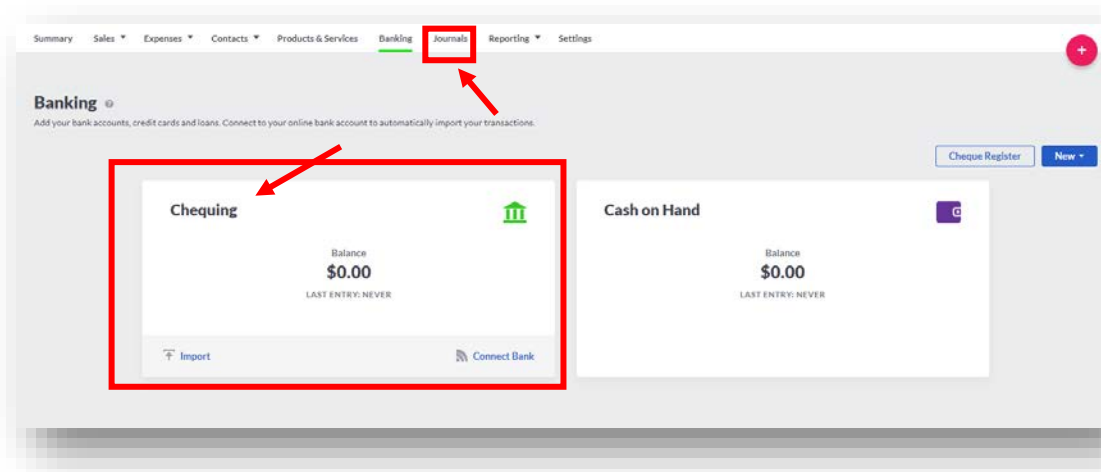 Summary Sales Expenses Contacts Products & Services Banking Journals Reporting Settings
+
Banking
Add your bank accounts, credit cards and loans. Connect to your online bank account to automatically import your transactions.
Cheque Register New
Chequing
Balance
$0.00
LAST ENTRY: NEVER
Import Connect Bank
Cash on Hand
Balance
$0.00
LAST ENTRY: NEVER